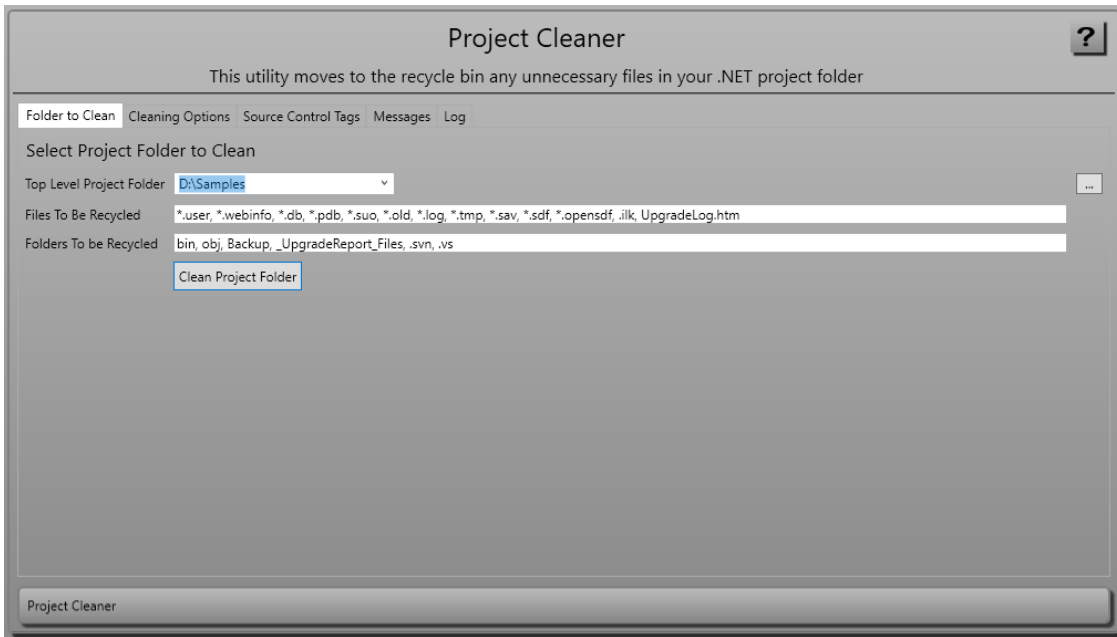 Project Cleaner
?
This utility moves to the recycle bin any unnecessary files in your .NET project folder
Folder to Clean Cleaning Options Source Control Tags Messages Log
Select Project Folder to Clean
Top Level Project Folder D:\Samples ...
Files To Be Recycled *.user, *.webinfo, *.db, *.pdb, *.suo, *.old, *.log, *.tmp, *.sav, *.sdf, *.opensdf, .ilk, UpgradeLog.htm
Folders To be Recycled bin, obj, Backup, _UpgradeReport_Files, .svn, .vs
Clean Project Folder
Project Cleaner